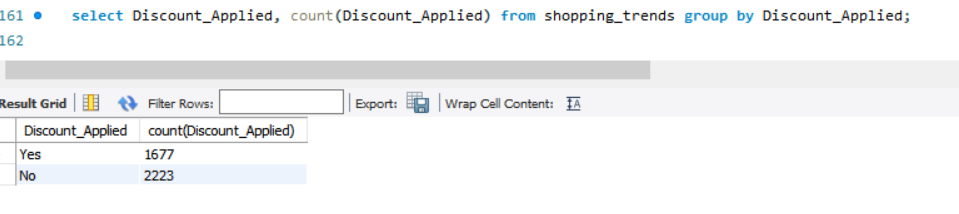 161 select Discount_Applied, count(Discount_Applied) from shopping_trends group by Discount_Applied;
162
Result Grid Filter Rows: Export: Wrap Cell Content: IA
Discount_Applied count(Discount_Applied)
Yes 1677
No 2223